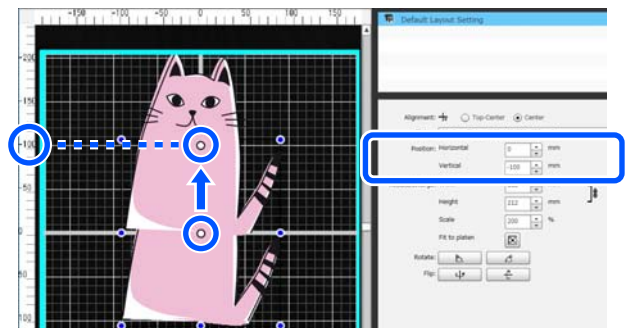 -150 -100 -50 0 50 100 150
Default Layout Setting
-200
-150
-100
-50
0
50
100
Alignment: Top-Center Center
Position: Horizontal 0 mm
Vertical -100 mm
Height 212 mm
Scale 200 %
Fit to platen
Rotate:
Flip: